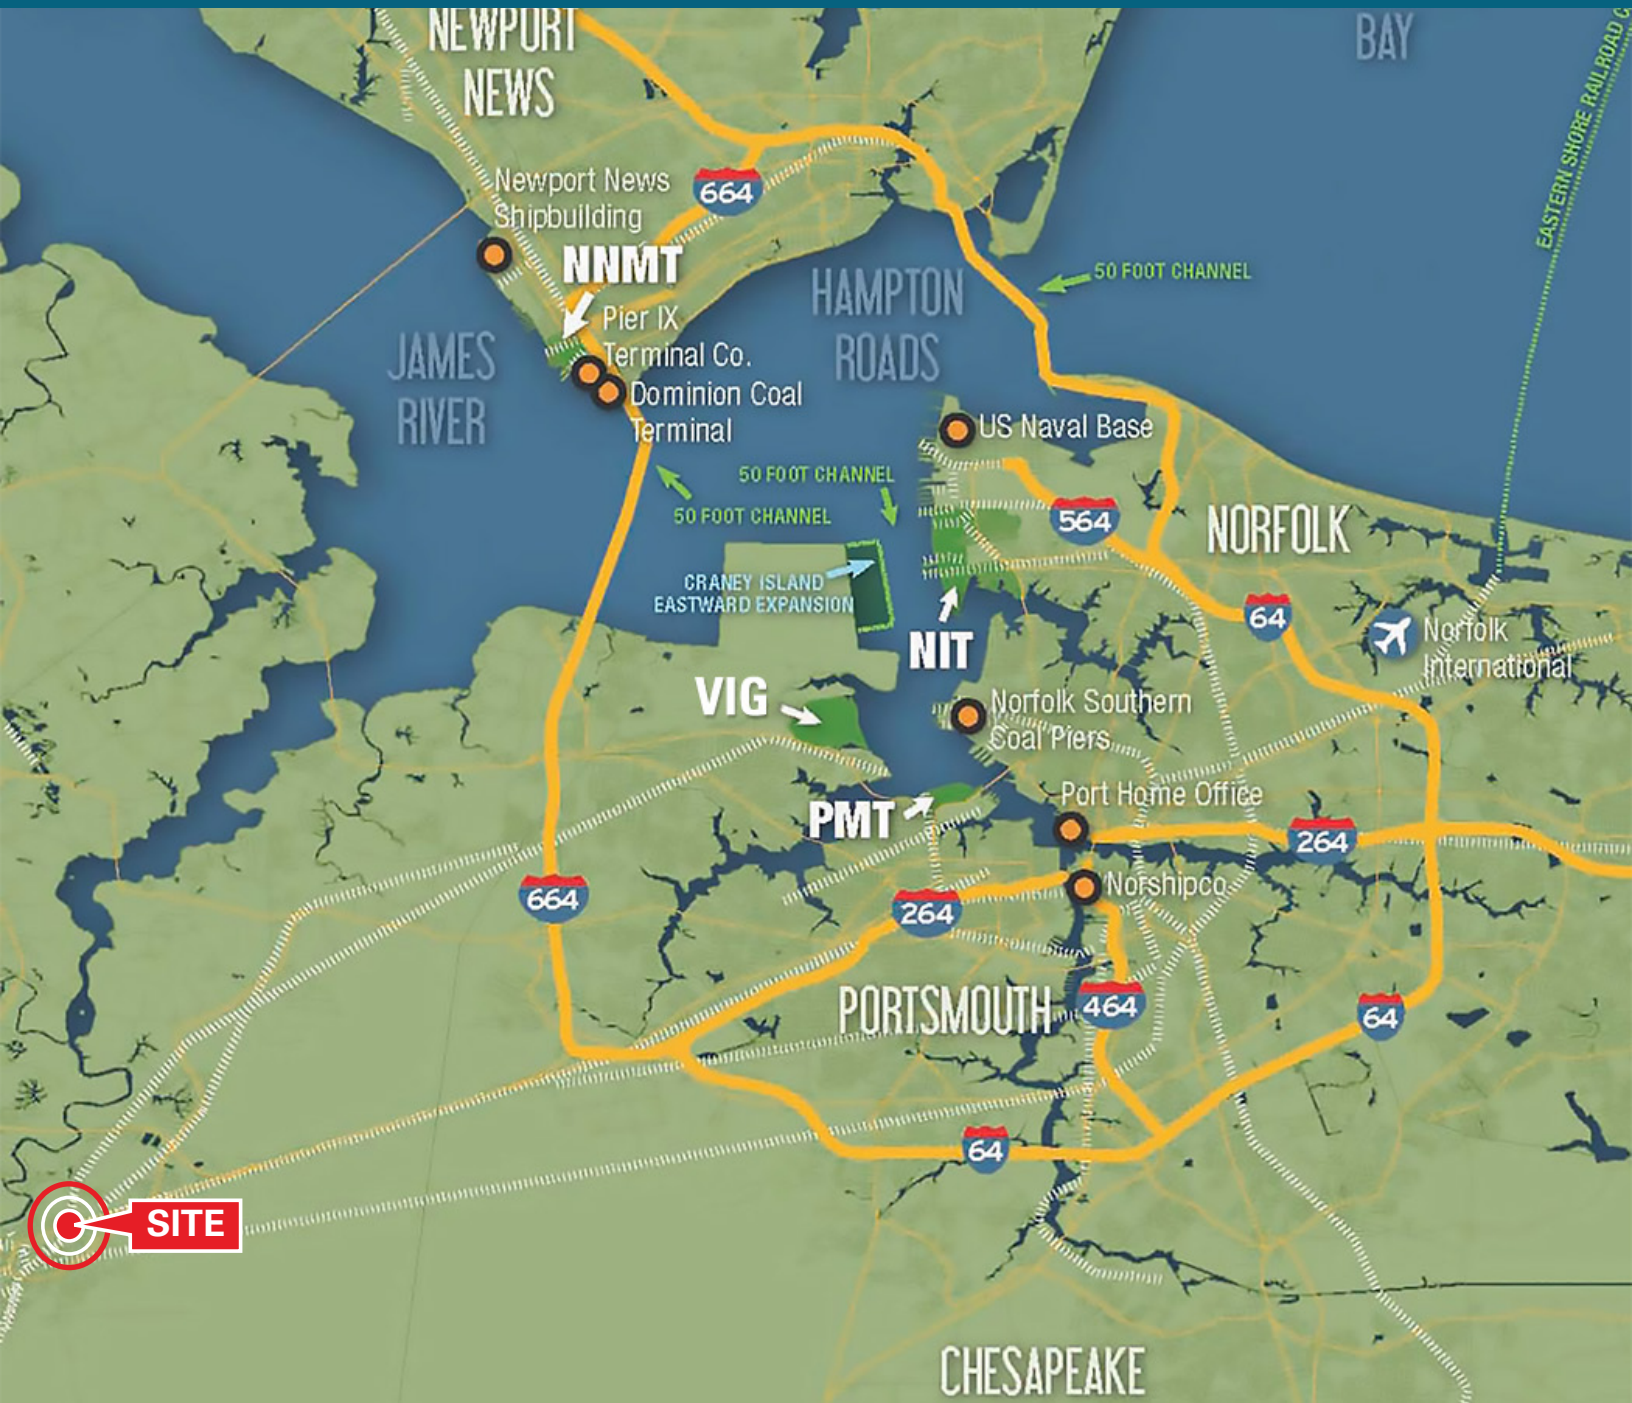 NEWPORT
NEWS
BAY
EASTERN SHORE RAILROAD
664
Newport News
Shipbuilding
NNMT
50 FOOT CHANNEL
HAMPTON
ROADS
Pier IX
Terminal Co.
JAMES
RIVER
Dominion Coal
Terminal
US Naval Base
50 FOOT CHANNEL
50 FOOT CHANNEL
564
NORFOLK
CRANEY ISLAND
EASTWARD EXPANSION
64
NIT
Norfolk
International
VIG
Norfolk Southern
Coal Piers
PMT
Port Home Office
264
664
264
Norshipco
PORTSMOUTH
464
64
64
SITE
CHESAPEAKE